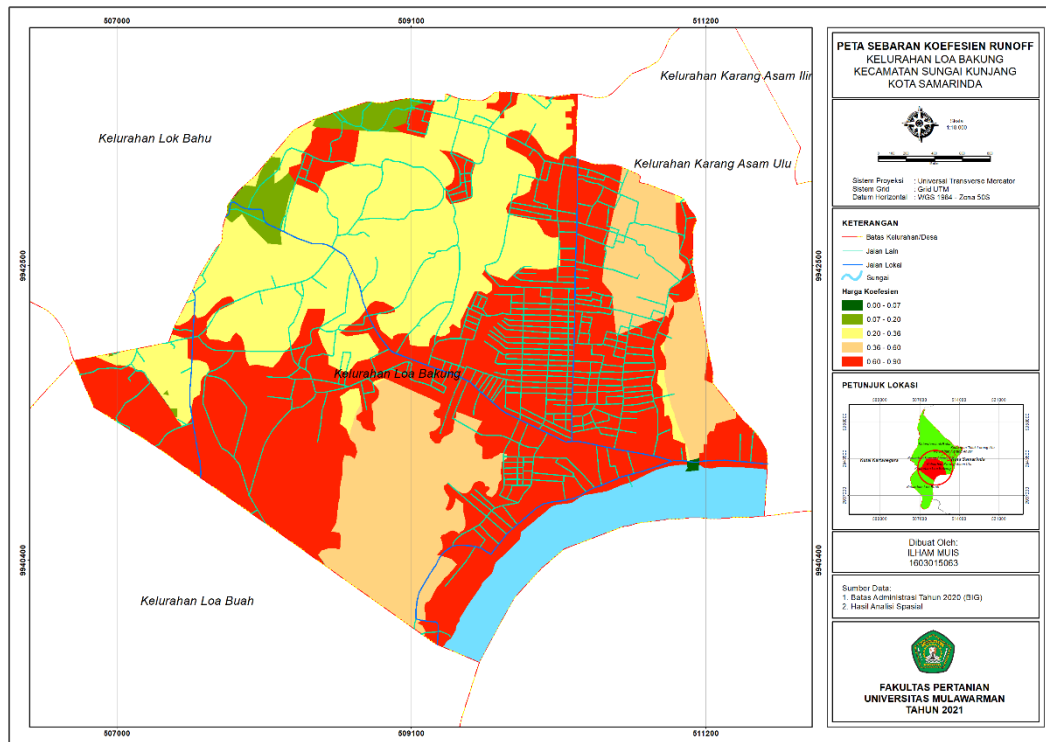 507000
509100
511200
9942500
9940400
9942500
9940400
Kelurahan Karang Asam Ilir
Kelurahan Lok Bahu
Kelurahan Karang Asam Ulu
Kelurahan Loa Bakung
Kelurahan Loa Buah
507000
509100
511200
PETA SEBARAN KOEFESIEN RUNOFF
KELURAHAN LOA BAKUNG
KECAMATAN SUNGAI KUNJANG
KOTA SAMARINDA
Skala
Sistem Proyeksi : Universal Transverse Mercator
Sistem Grid : Grid UTM
Datum Horizontal : WGS 1984 - Zona 50S
KETERANGAN
Batas Kelurahan/Desa
Jalan Lain
Jalan Lokal
Sungai
Harga Koefesien
0.00 - 0.07
0.07 - 0.20
0.20 - 0.36
0.36 - 0.60
0.60 - 0.90
PETUNJUK LOKASI
Dibuat Oleh:
ILHAM MUIS
1603015063
Sumber Data:
1. Batas Administrasi Tahun 2020 (BIG)
2. Hasil Analisi Spasial
FAKULTAS PERTANIAN
UNIVERSITAS MULAWARMAN
TAHUN 2021